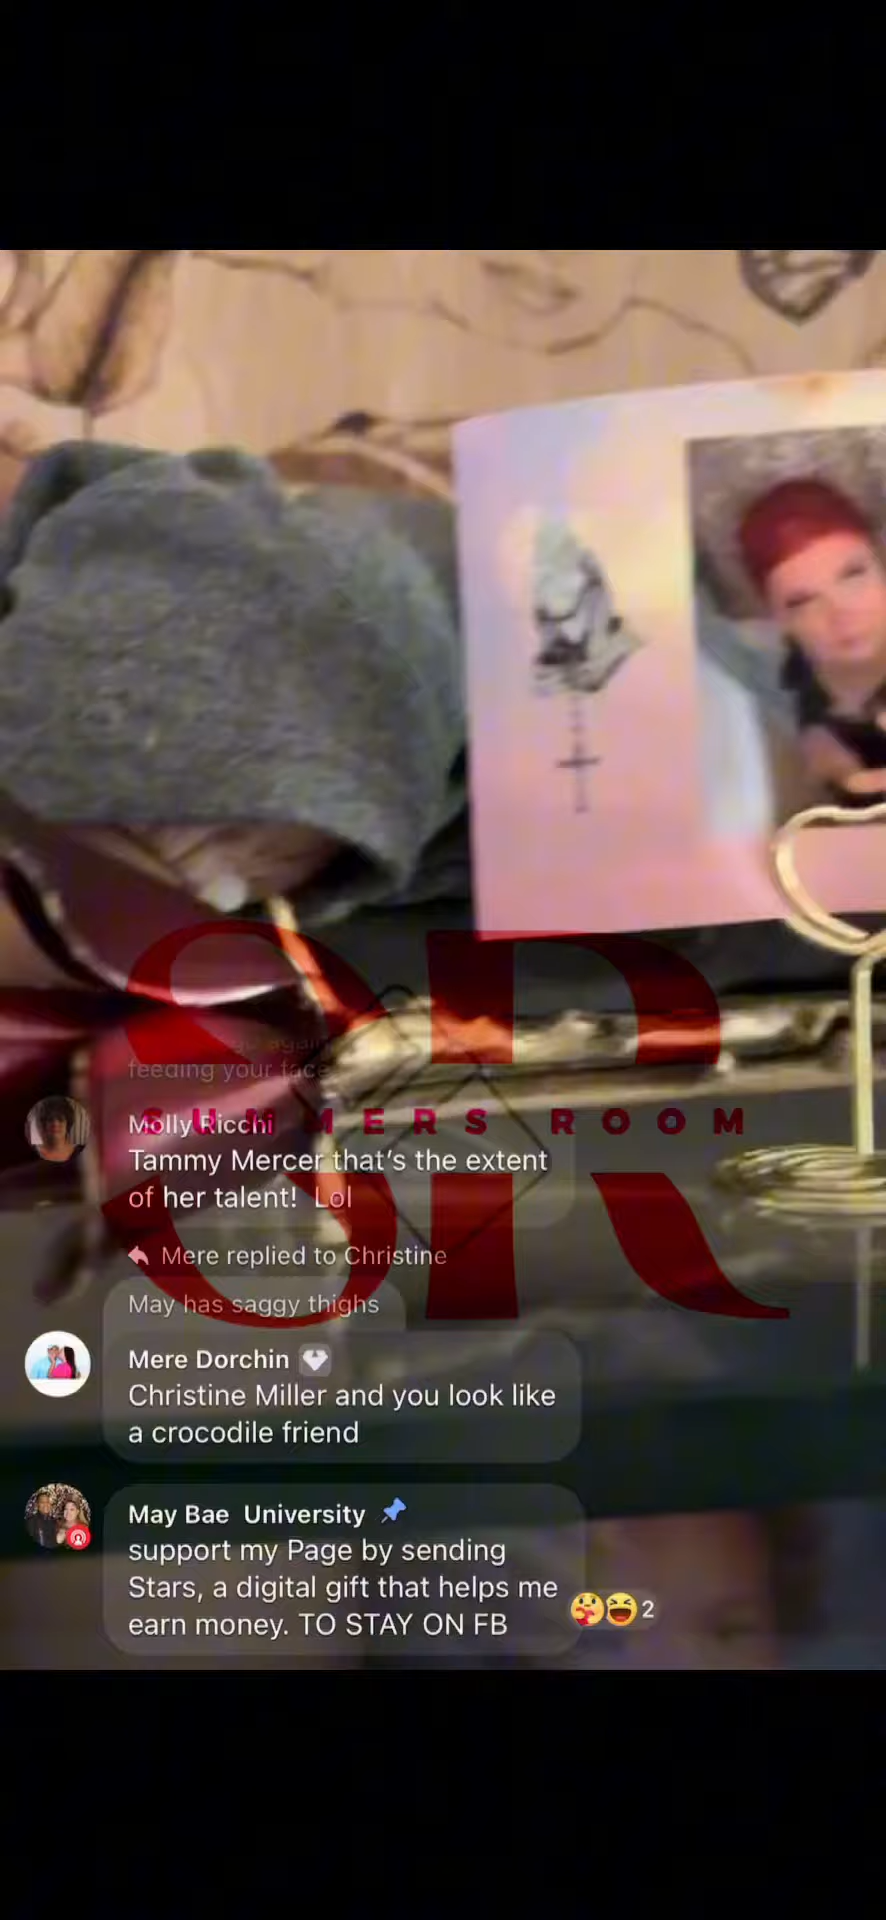 feeding your face
Molly Ricchi
SUMMERS ROOM
Tammy Mercer that's the extent
of her talent! Lol
Mere replied to Christine
May has saggy thighs
Mere Dorchin
Christine Miller and you look like
a crocodile friend
May Bae University
support my Page by sending
Stars, a digital gift that helps me
earn money. TO STAY ON FB
2
SR